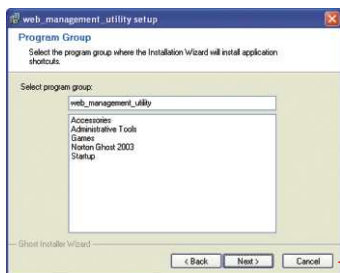 web_management_utility setup
Program Group
Select the program group where the Installation Wizard will install application
shortcuts.
Select program group:
web_management_utility
Accessories
Administrative Tools
Games
Norton Ghost 2003
Startup
Ghost Installer Wizard
< Back
Next >
Cancel